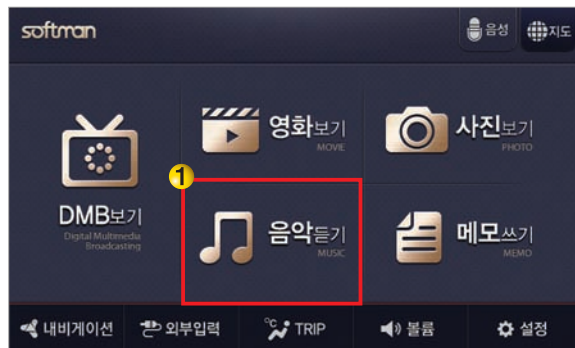 softman
음성
지도
영화보기
MOVIE
사진보기
PHOTO
1
DMB보기
Digital Multimedia
Broadcasting
음악듣기
MUSIC
메모쓰기
MEMO
내비게이션
외부입력
°C TRIP
볼륨
설정